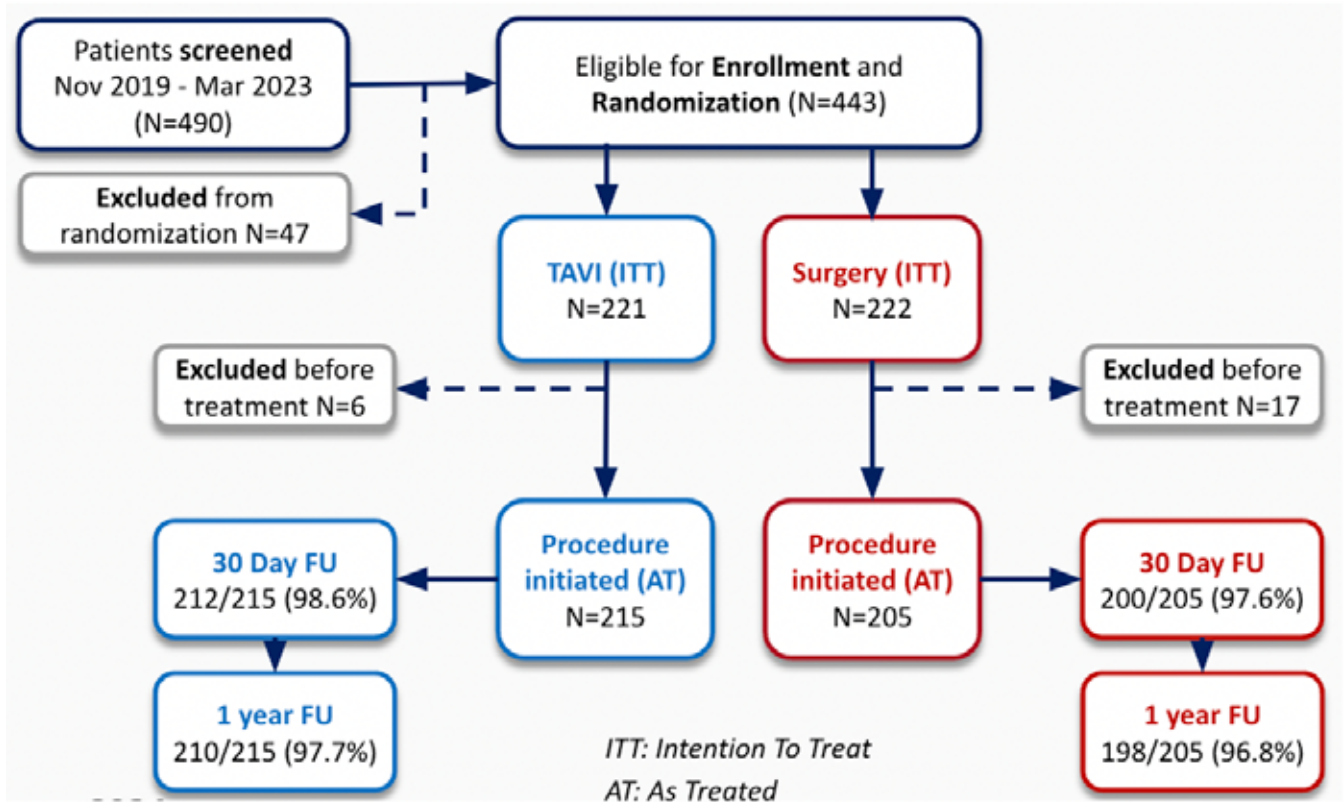 Patients screened
Nov 2019 - Mar 2023
(N=490)
Eligible for Enrollment and
Randomization (N=443)
Excluded from
randomization N=47
TAVI (ITT)
N=221
Surgery (ITT)
N=222
Excluded before
treatment N=6
Excluded before
treatment N=17
30 Day FU
212/215 (98.6%)
Procedure
initiated (AT)
N=215
Procedure
initiated (AT)
N=205
30 Day FU
200/205 (97.6%)
1 year FU
210/215 (97.7%)
1 year FU
198/205 (96.8%)
ITT: Intention To Treat
AT: As Treated